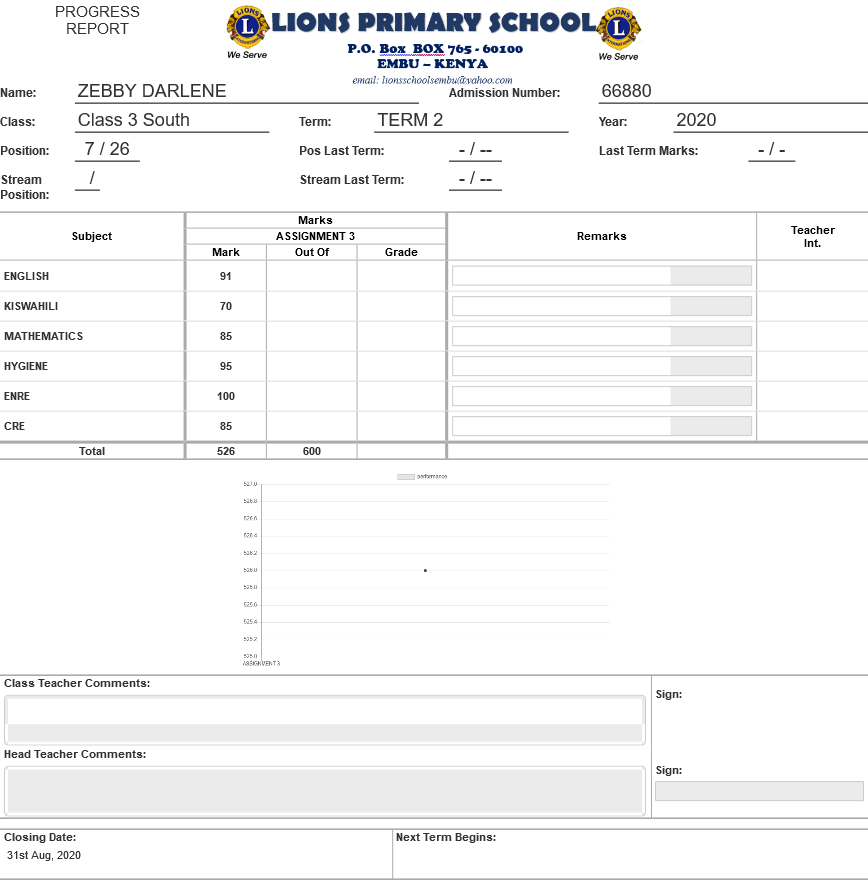 PROGRESS
REPORT
LIONS PRIMARY SCHOOL
We Serve
We Serve
P.O. Box BOX 765 - 60100
EMBU – KENYA
email: lionsschoolsembu@yahoo.com
Name: ZEBBY DARLENE Admission Number: 66880
Class: Class 3 South Term: TERM 2 Year: 2020
Position: 7 / 26 Pos Last Term: - / -- Last Term Marks: - / -
Stream Position: / Stream Last Term: - / --
Marks
Subject ASSIGNMENT 3 Remarks Teacher Int.
Mark Out Of Grade
ENGLISH 91
KISWAHILI 70
MATHEMATICS 85
HYGIENE 95
ENRE 100
CRE 85
Total 526 600
performance
527.0
526.8
526.6
526.4
526.2
526.0
525.8
525.6
525.4
525.2
525.0
ASSIGNMENT 3
Class Teacher Comments:
Sign:
Head Teacher Comments:
Sign:
Closing Date: Next Term Begins:
31st Aug, 2020